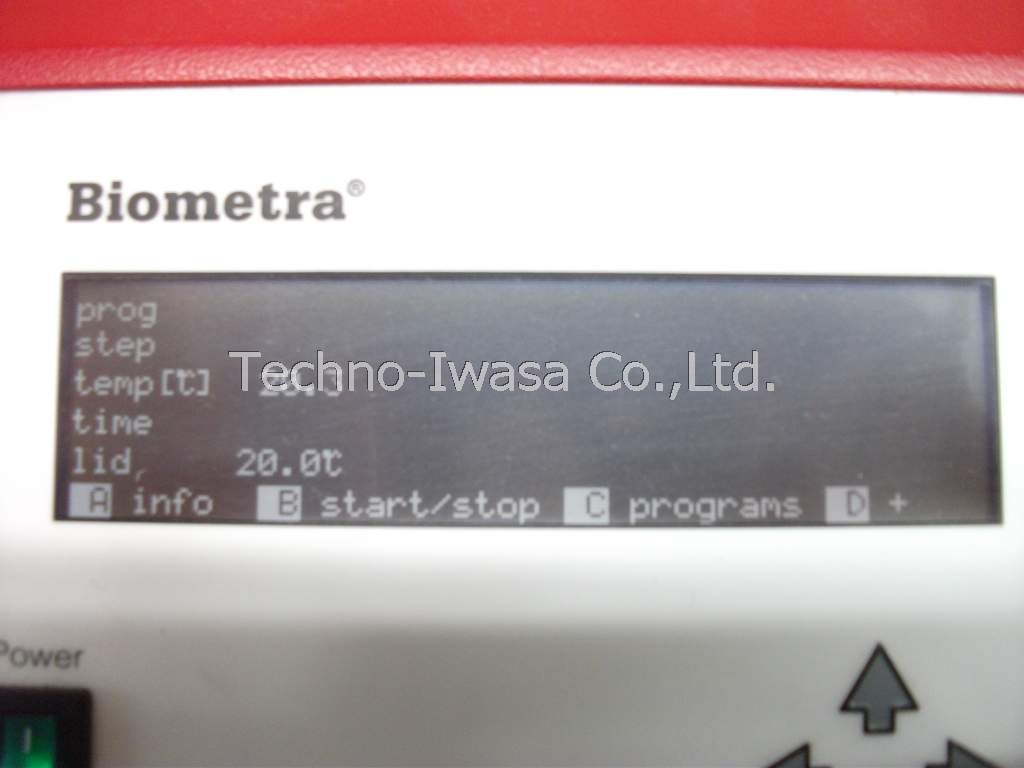 Biometra®
prog
step
temp[℃]
Techno-Iwasa Co.,Ltd.
time
lid, 20.0℃
A info B start/stop C programs D +
Power